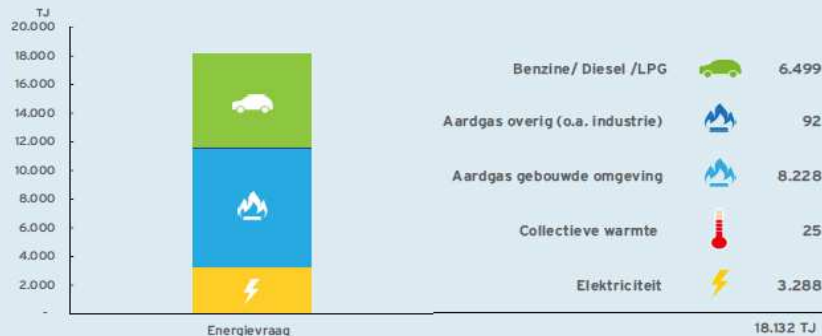 TJ
20.000
18.000
16.000
14.000
12.000
10.000
8.000
6.000
4.000
2.000
-
Energievraag
Benzine/ Diesel /LPG 6.499
Aardgas overig (o.a. industrie) 92
Aardgas gebouwde omgeving 8.228
Collectieve warmte 25
Elektriciteit 3.288
18.132 TJ